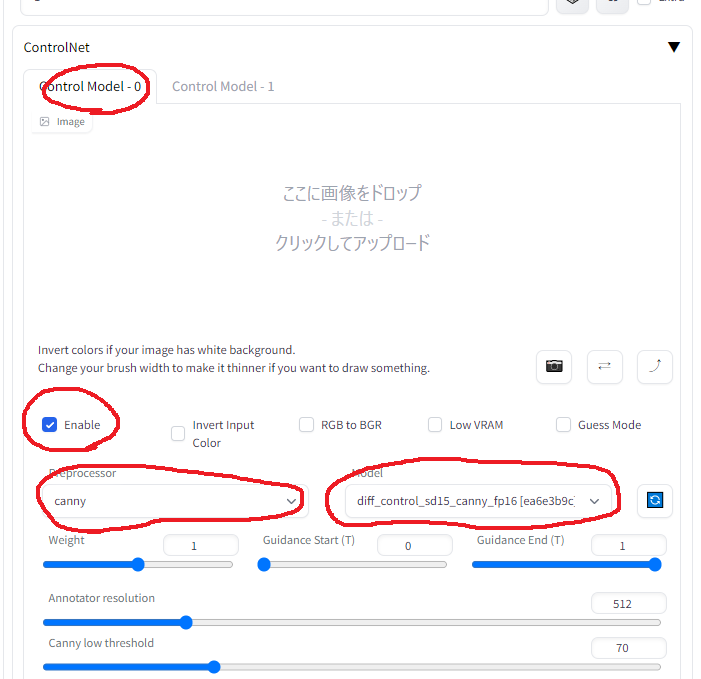 ControlNet
Control Model - 0
Control Model - 1
Image
ここに画像をドロップ
- または -
クリックしてアップロード
Invert colors if your image has white background.
Change your brush width to make it thinner if you want to draw something.
Enable
Invert Input
Color
RGB to BGR
Low VRAM
Guess Mode
Preprocessor
Model
canny
diff_control_sd15_canny_fp16 [ea6e3b9c]
Weight
1
Guidance Start (T)
0
Guidance End (T)
1
Annotator resolution
512
Canny low threshold
70